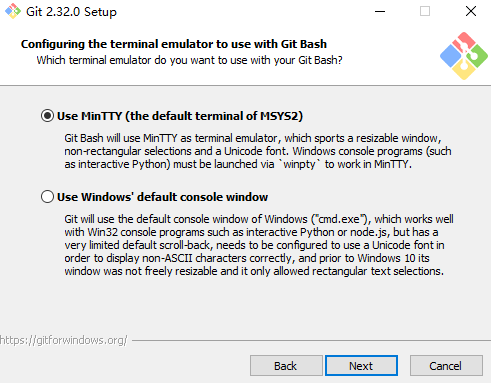 Git 2.32.0 Setup
Configuring the terminal emulator to use with Git Bash
Which terminal emulator do you want to use with your Git Bash?
Use MinTTY (the default terminal of MSYS2)
Git Bash will use MinTTY as terminal emulator, which sports a resizable window,
non-rectangular selections and a Unicode font. Windows console programs (such
as interactive Python) must be launched via `winpty` to work in MinTTY.
Use Windows' default console window
Git will use the default console window of Windows ("cmd.exe"), which works well
with Win32 console programs such as interactive Python or node.js, but has a
very limited default scroll-back, needs to be configured to use a Unicode font in
order to display non-ASCII characters correctly, and prior to Windows 10 its
window was not freely resizable and it only allowed rectangular text selections.
https://gitforwindows.org/
Back Next Cancel